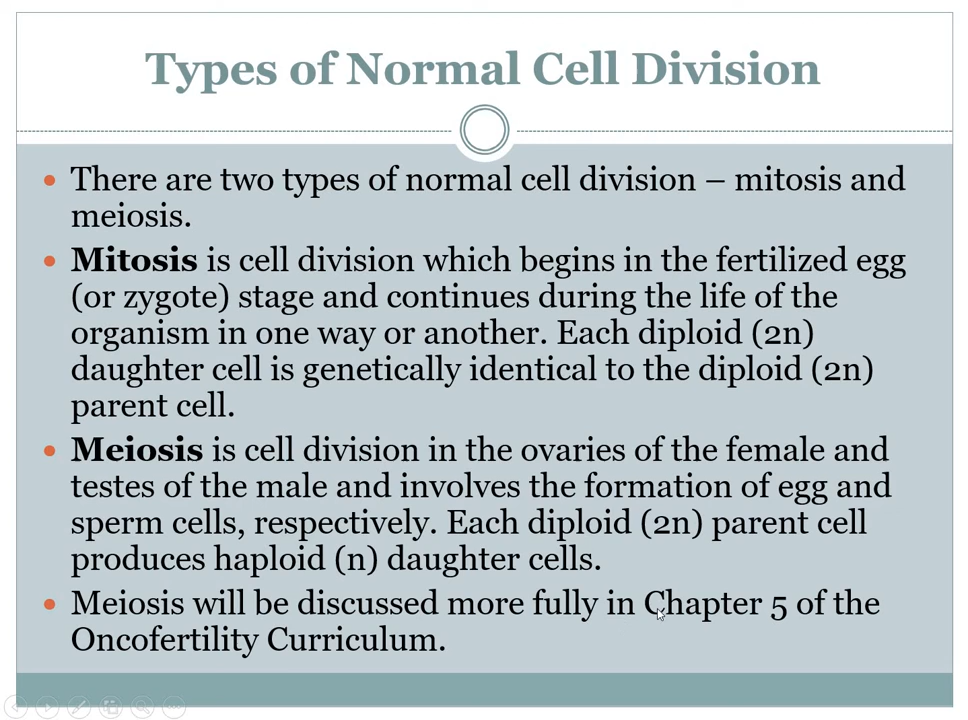 Types of Normal Cell Division
• There are two types of normal cell division – mitosis and
meiosis.
• Mitosis is cell division which begins in the fertilized egg
(or zygote) stage and continues during the life of the
organism in one way or another. Each diploid (2n)
daughter cell is genetically identical to the diploid (2n)
parent cell.
• Meiosis is cell division in the ovaries of the female and
testes of the male and involves the formation of egg and
sperm cells, respectively. Each diploid (2n) parent cell
produces haploid (n) daughter cells.
• Meiosis will be discussed more fully in Chapter 5 of the
Oncofertility Curriculum.